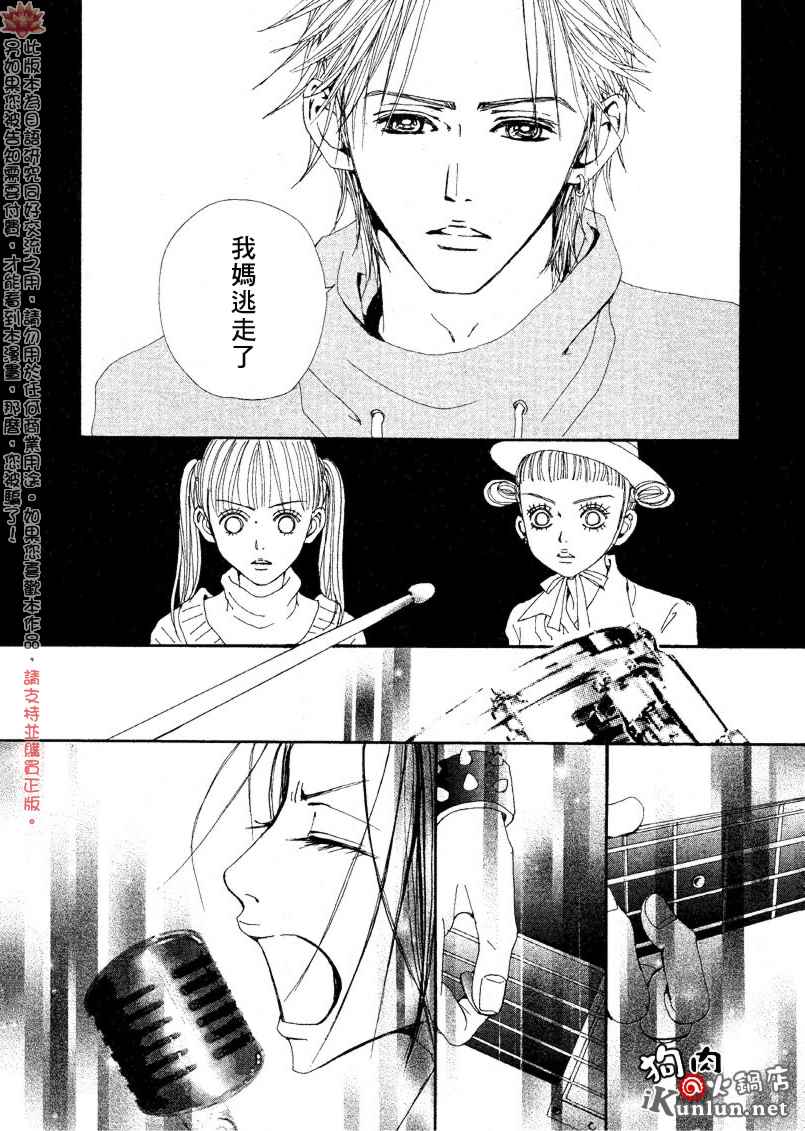 我媽逃走了
此版本為日語研究同好交流之用，請勿用於任何商業用途。如果您喜歡本作品，請支持並購買正版。
另如果您被告知需要付費，才能看到本漫畫，那麼，您被騙了！
狗肉
@火鍋店
iKunlun.net